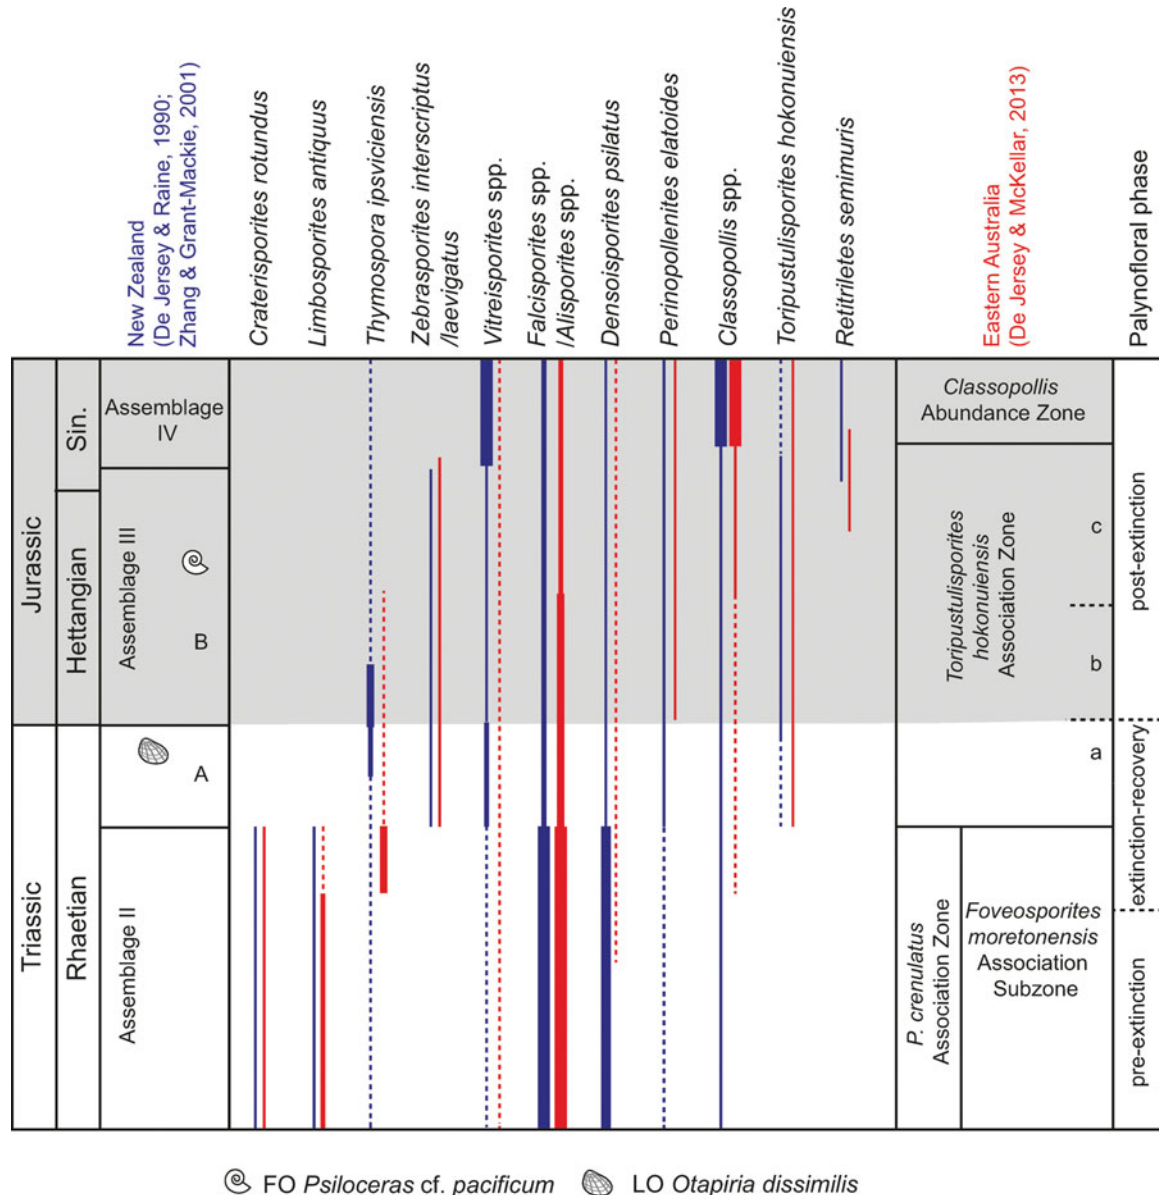 New Zealand
(De Jersey & Raine, 1990;
Zhang & Grant-Mackie, 2001)
Craterisporites rotundus
Limbosporites antiquus
Thymospora ipsviciensis
Zebrasporites interscriptus
/laevigatus
Vitreisporites spp.
Falcisporites spp.
/Alisporites spp.
Densoisporites psilatus
Perinopollenites elatoides
Classopollis spp.
Toripustulisporites hokonuiensis
Retitriletes semimuris
Eastern Australia
(De Jersey & McKellar, 2013)
Palynofloral phase
Jurassic
Triassic
Sin.
Hettangian
Rhaetian
Assemblage
IV
Assemblage III
B
A
Assemblage II
Classopollis
Abundance Zone
Toripustulisporites
hokonuiensis
Association Zone
c
b
a
P. crenulatus
Association Zone
Foveosporites
moretonensis
Association
Subzone
post-extinction
extinction-recovery
pre-extinction
FO Psiloceras cf. pacificum
LO Otapiria dissimilis